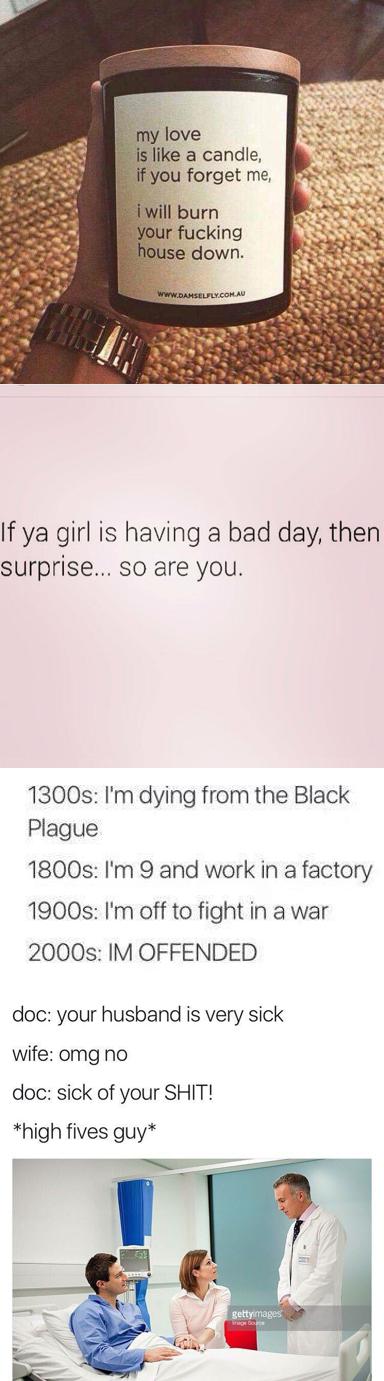 my love
is like a candle,
if you forget me,
i will burn
your fucking
house down.
WWW.DAMSELFLY.COM.AU
If ya girl is having a bad day, then
surprise... so are you.
1300s: I'm dying from the Black
Plague
1800s: I'm 9 and work in a factory
1900s: I'm off to fight in a war
2000s: IM OFFENDED
doc: your husband is very sick
wife: omg no
doc: sick of your SHIT!
*high fives guy*
gettyimages
Image Source